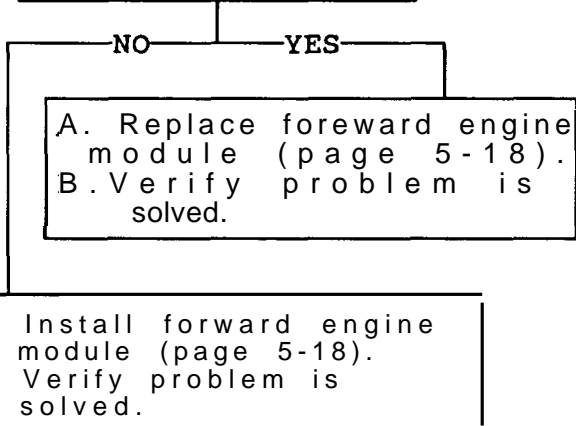 NO YES
A. Replace foreward engine
module (page 5-18).
B. Verify problem is
solved.
Install forward engine
module (page 5-18).
Verify problem is
solved.